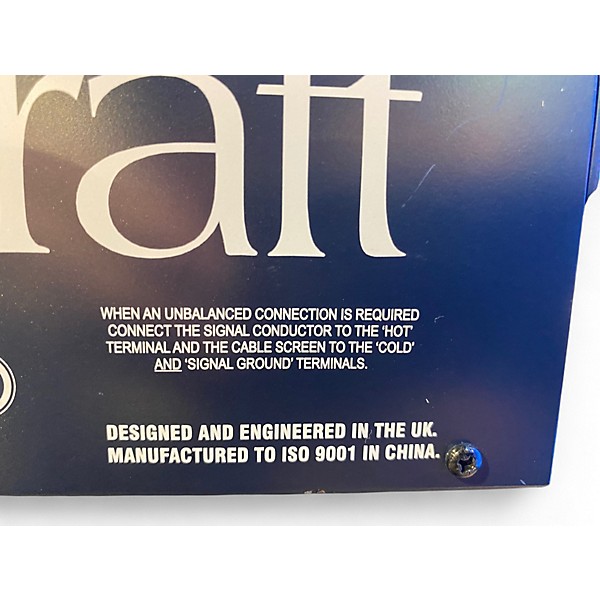 raft
WHEN AN UNBALANCED CONNECTION IS REQUIRED
CONNECT THE SIGNAL CONDUCTOR TO THE 'HOT'
TERMINAL AND THE CABLE SCREEN TO THE 'COLD'
AND 'SIGNAL GROUND' TERMINALS.
DESIGNED AND ENGINEERED IN THE UK.
MANUFACTURED TO ISO 9001 IN CHINA.